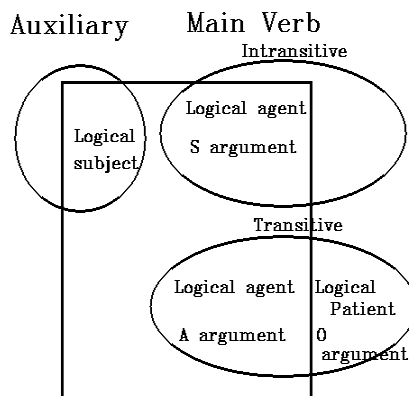 Auxiliary Main Verb
Intransitive
Logical agent
Logical
subject
S argument
Transitive
Logical agent
Logical
Patient
A argument
O
argument